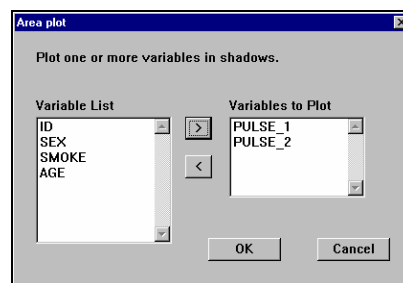 Area plot
Plot one or more variables in shadows.
Variable List
Variables to Plot
ID
SEX
SMOKE
AGE
>
<
PULSE_1
PULSE_2
OK
Cancel